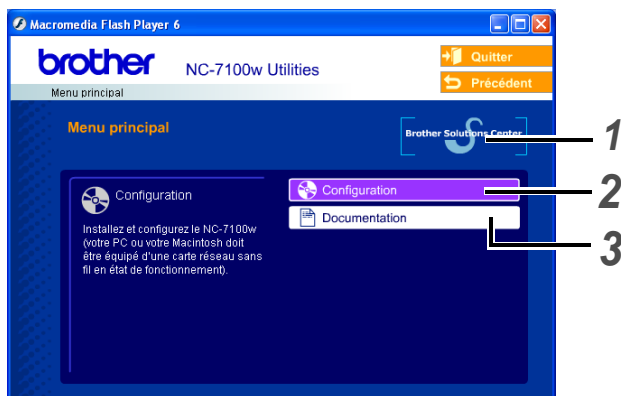 Macromedia Flash Player 6
brother
NC-7100w Utilities
Quitter
Précédent
Menu principal
Menu principal
Brother Solutions Center
1
Configuration
Configuration
2
Installez et configurez le NC-7100w
(votre PC ou votre Macintosh doit
être équipé d'une carte réseau sans
fil en état de fonctionnement).
Documentation
3